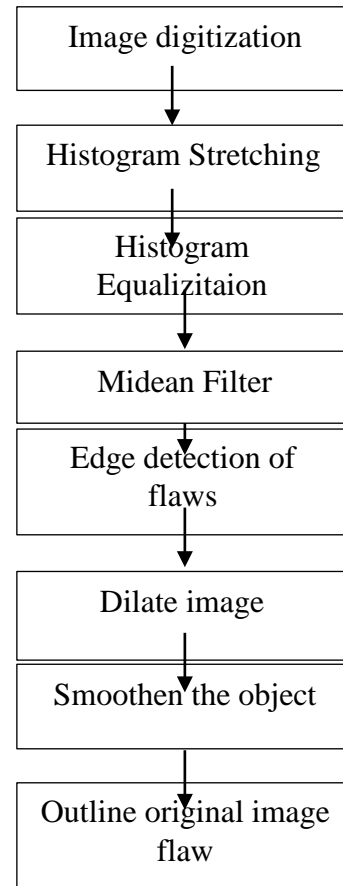 Image digitization
Histogram Stretching
Histogram
Equalizitaion
Midean Filter
Edge detection of
flaws
Dilate image
Smoothen the object
Outline original image
flaw